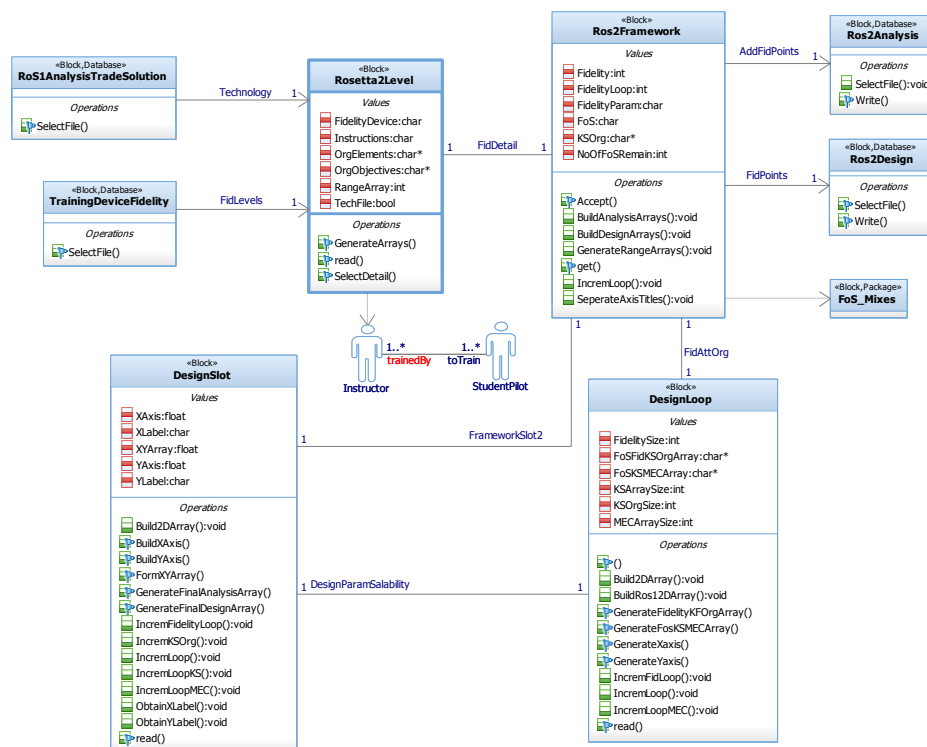 «Block,Database»
RoS1AnalysisTradeSolution
Operations
SelectFile()
Technology
1
«Block»
Rosetta2Level
Values
FidelityDevice:char
Instructions:char
OrgElements:char*
OrgObjectives:char*
RangeArray:int
TechFile:bool
Operations
GenerateArrays()
read()
SelectDetail()
«Block,Database»
TrainingDeviceFidelity
Operations
SelectFile()
FidLevels
1
1
FidDetail
1
«Block»
Ros2Framework
Values
Fidelity:int
FidelityLoop:int
FidelityParam:char
FoS:char
KSOrg:char*
NoOfFoSRemain:int
Operations
Accept()
BuildAnalysisArrays():void
BuildDesignArrays():void
GenerateRangeArrays():void
get()
IncremLoop():void
SeperateAxisTitles():void
AddFidPoints
1
«Block,Database»
Ros2Analysis
Operations
SelectFile():void
Write()
FidPoints
1
«Block,Database»
Ros2Design
Operations
SelectFile()
Write()
«Block,Package»
FoS_Mixes
Instructor
1..*
trainedBy
1..*
toTrain
StudentPilot
1
1
FidAttOrg
1
«Block»
DesignSlot
Values
XAxis:float
XLabel:char
XYArray:float
YAxis:float
YLabel:char
Operations
Build2DArray():void
BuildXAxis()
BuildYAxis()
FormXYArray()
GenerateFinalAnalysisArray()
GenerateFinalDesignArray()
IncremFidelityLoop():void
IncremKSOrg():void
IncremLoop():void
IncremLoopKS():void
IncremLoopMEC():void
ObtainXLabel():void
ObtainYLabel():void
read()
1
FrameworkSlot2
1
DesignParamSalability
1
«Block»
DesignLoop
Values
FidelitySize:int
FoSFidKSOrgArray:char*
FoSKSMECArray:char*
KSArraySize:int
KSOrgSize:int
MECArraySize:int
Operations
()
Build2DArray():void
BuildRos12DArray():void
GenerateFidelityKFOrgArray()
GenerateFosKSMECArray()
GenerateXaxis()
GenerateYaxis()
IncremFidLoop():void
IncremLoop():void
IncremLoopMEC():void
read()